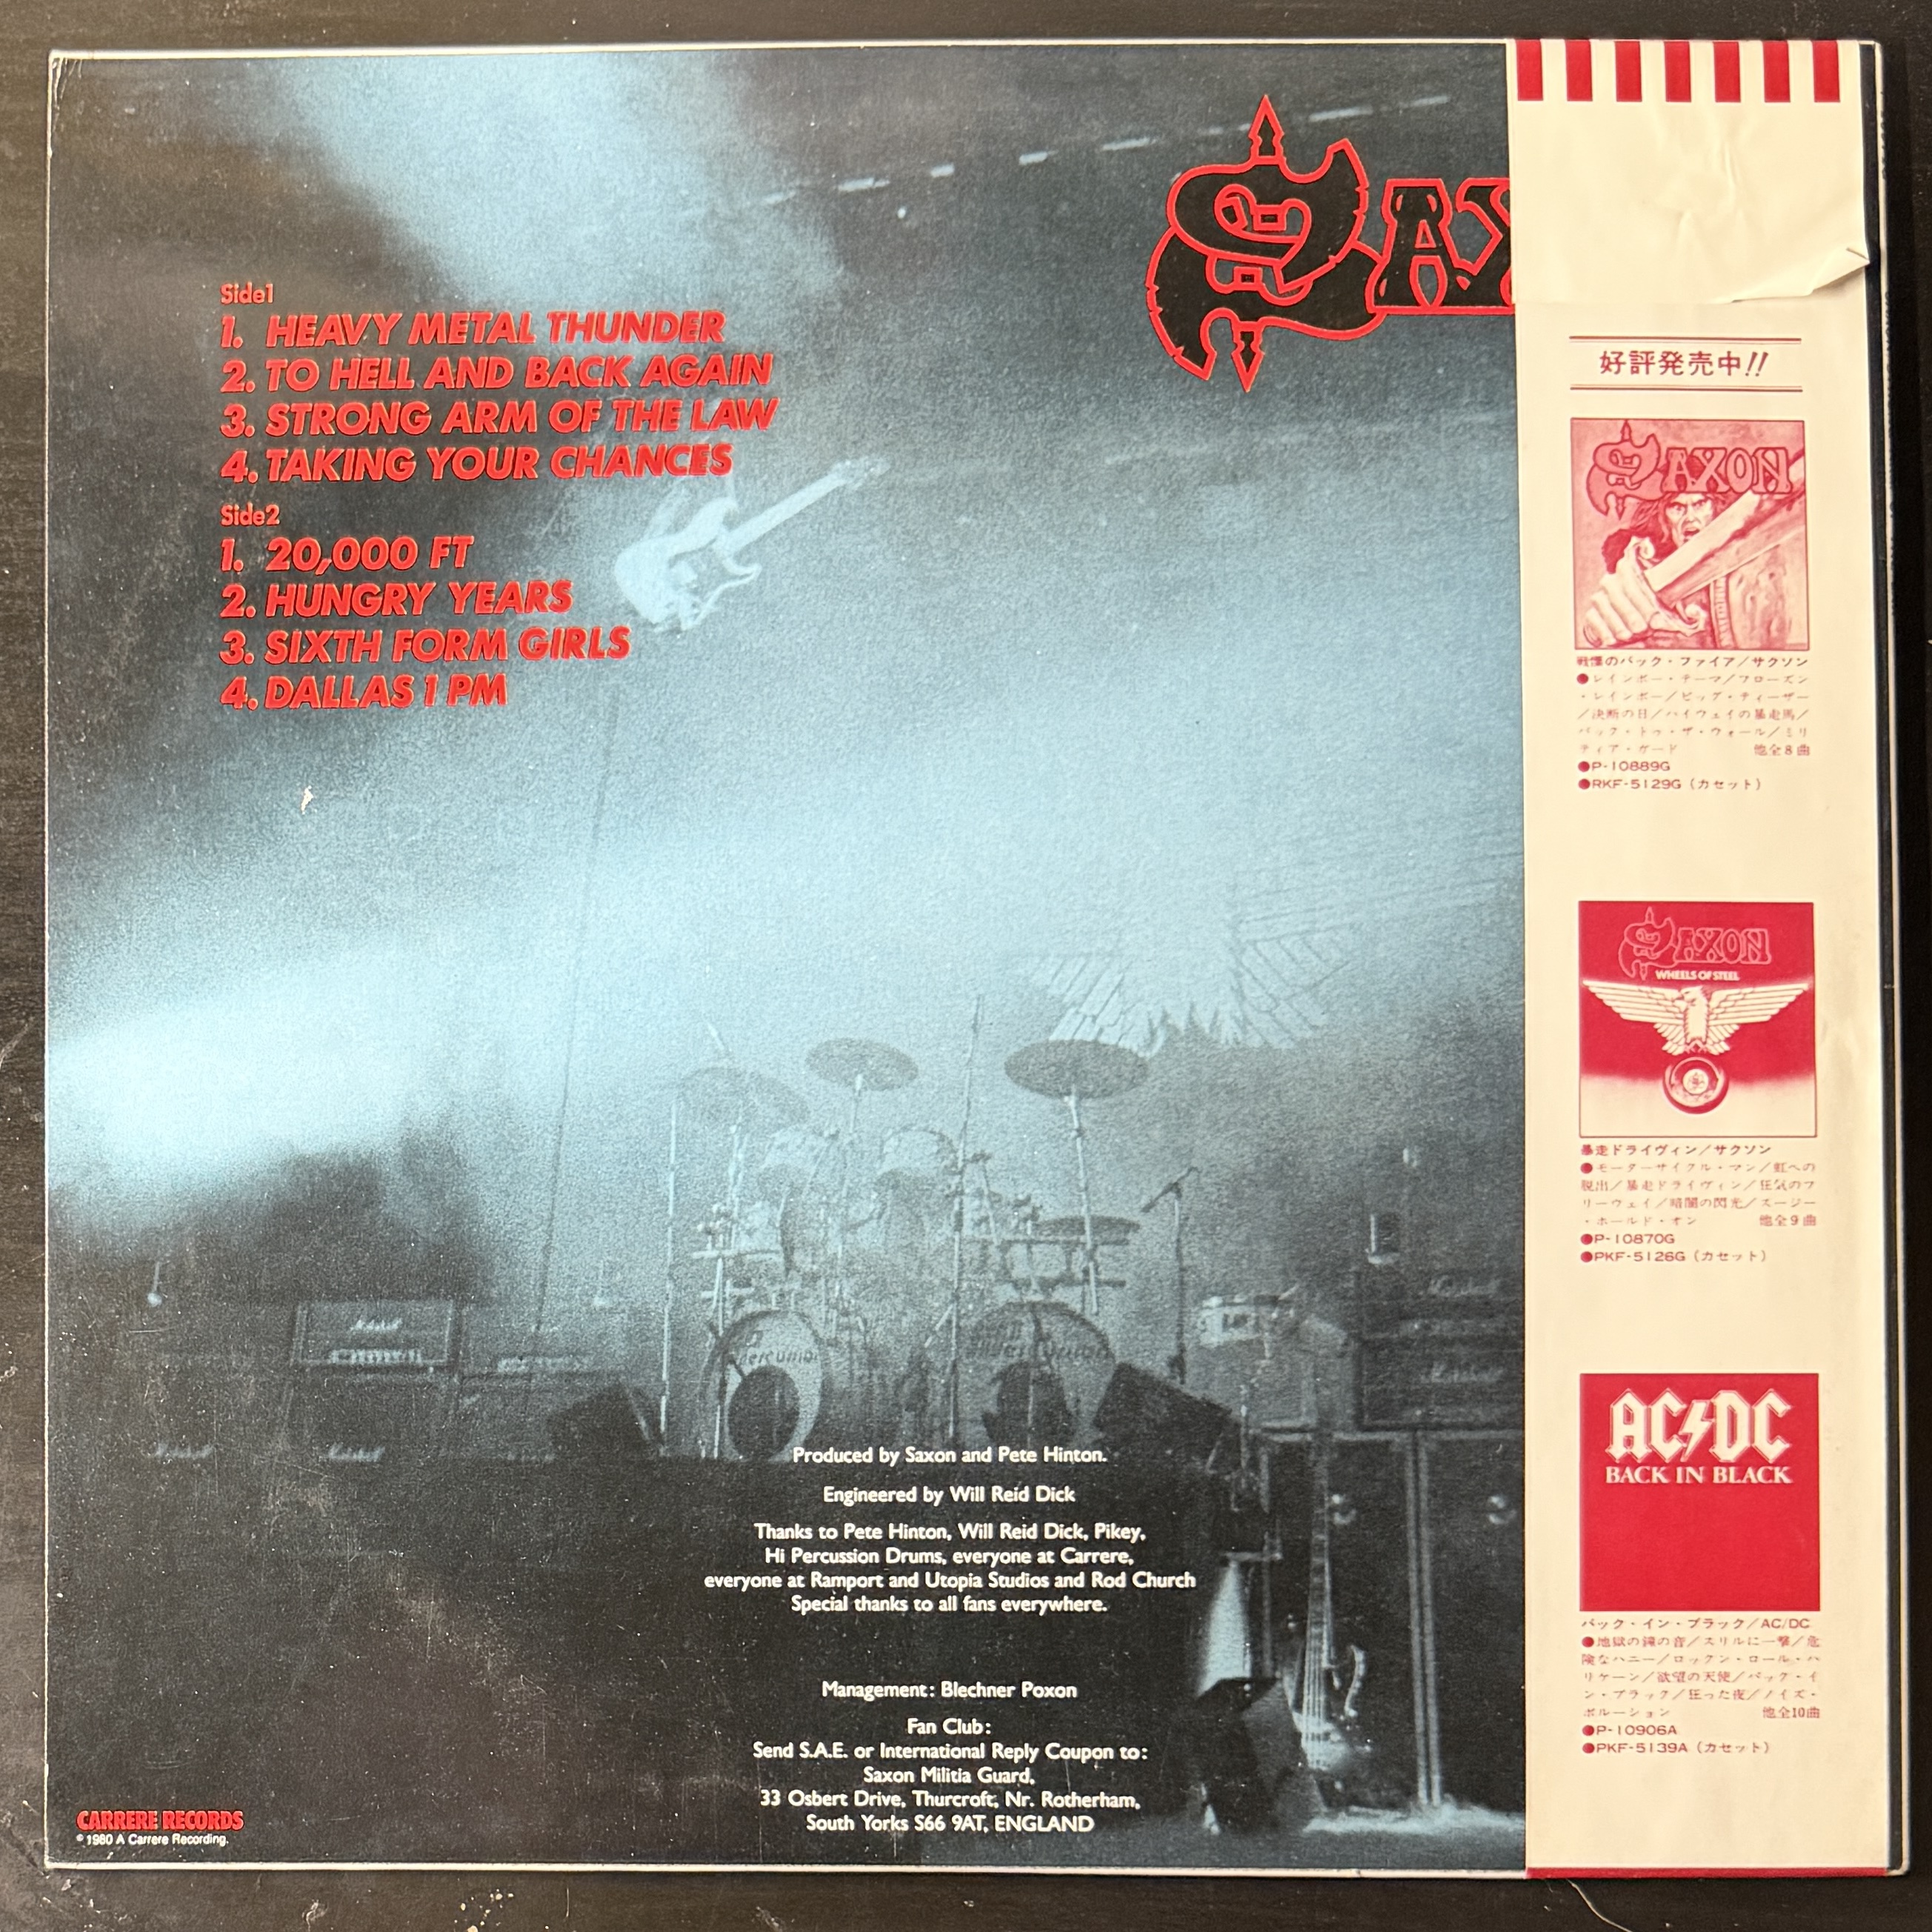 SAX
Side1
1. HEAVY METAL THUNDER
2. TO HELL AND BACK AGAIN
3. STRONG ARM OF THE LAW
4. TAKING YOUR CHANCES
Side2
1. 20,000 FT
2. HUNGRY YEARS
3. SIXTH FORM GIRLS
4. DALLAS 1 PM
Marshall
Marshall
Marshall
Produced by Saxon and Pete Hinton.
Engineered by Will Reid Dick
Thanks to Pete Hinton, Will Reid Dick, Pikey,
Hi Percussion Drums, everyone at Carrere,
everyone at Ramport and Utopia Studios and Rod Church
Special thanks to all fans everywhere.
Management: Blechner Poxon
Fan Club:
Send S.A.E. or International Reply Coupon to:
Saxon Militia Guard,
33 Osbert Drive, Thurcroft, Nr. Rotherham,
South Yorks S66 9AT, ENGLAND
CARRERE RECORDS
© 1980 A Carrere Recording.
好評発売中!!
SAXON
戦慄のバック・ファイア／サクソン
●レインボー・テーマ／フローズン
・レインボー／ビッグ・ティーザー
／決断の日／ハイウェイの暴走馬／
バック・トゥ・ザ・ウォール／ミリ
ティア・ガード 他全8曲
●P-10889G
●RKF-5129G（カセット）
SAXON
WHEELS OF STEEL
暴走ドライヴィン／サクソン
●モーターサイクル・マン／虹への
脱出／暴走ドライヴィン／狂気のフ
リーウェイ／暗闇の閃光／スージー
・ホールド・オン 他全9曲
●P-10870G
●PKF-5126G（カセット）
AC/DC
BACK IN BLACK
バック・イン・ブラック／AC/DC
●地獄の鐘の音／スリルに一撃／危
険なハニー／ロックン・ロール・ハ
リケーン／欲望の天使／バック・イ
ン・ブラック／狂った夜／ノイズ・
ポルーション 他全10曲
●P-10906A
●PKF-5139A（カセット）